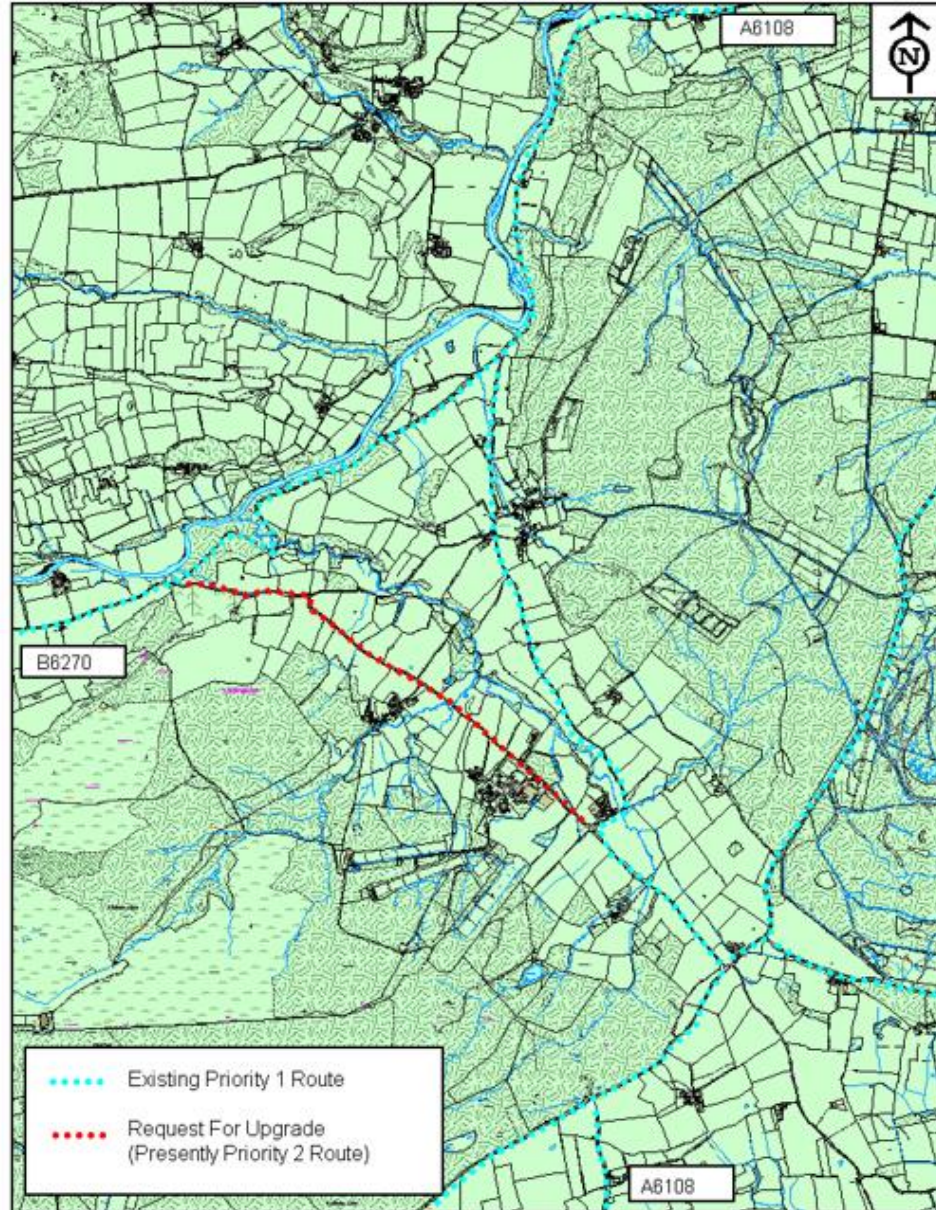 A6108
N
B6270
Existing Priority 1 Route
Request For Upgrade
(Presently Priority 2 Route)
A6108